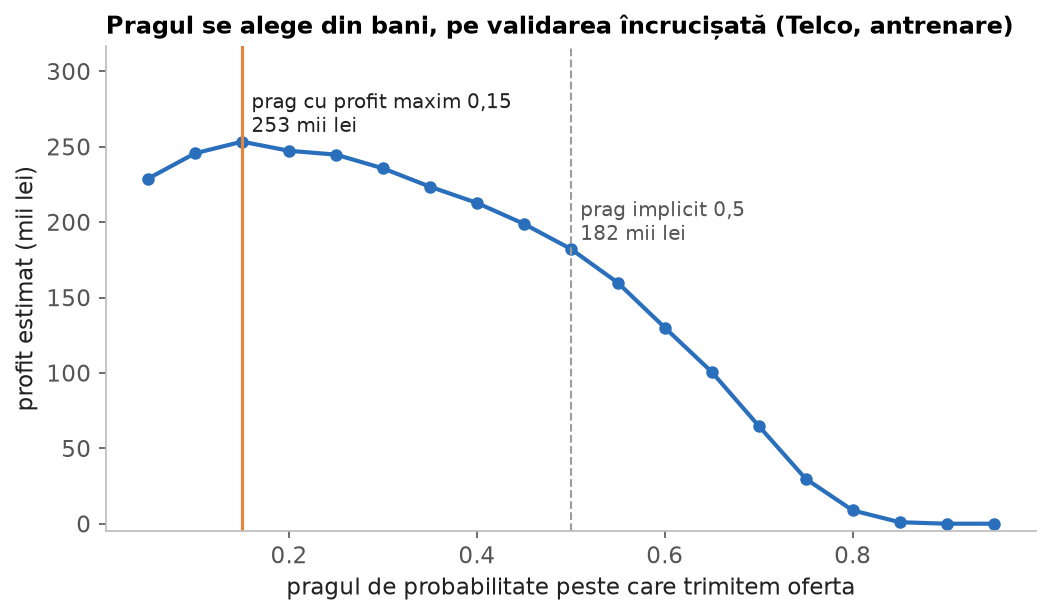 Pragul se alege din bani, pe validarea încrucișată (Telco, antrenare)
profit estimat (mii lei)
300
250
200
150
100
50
0
prag cu profit maxim 0,15
253 mii lei
prag implicit 0,5
182 mii lei
0.2
0.4
0.6
0.8
pragul de probabilitate peste care trimitem oferta